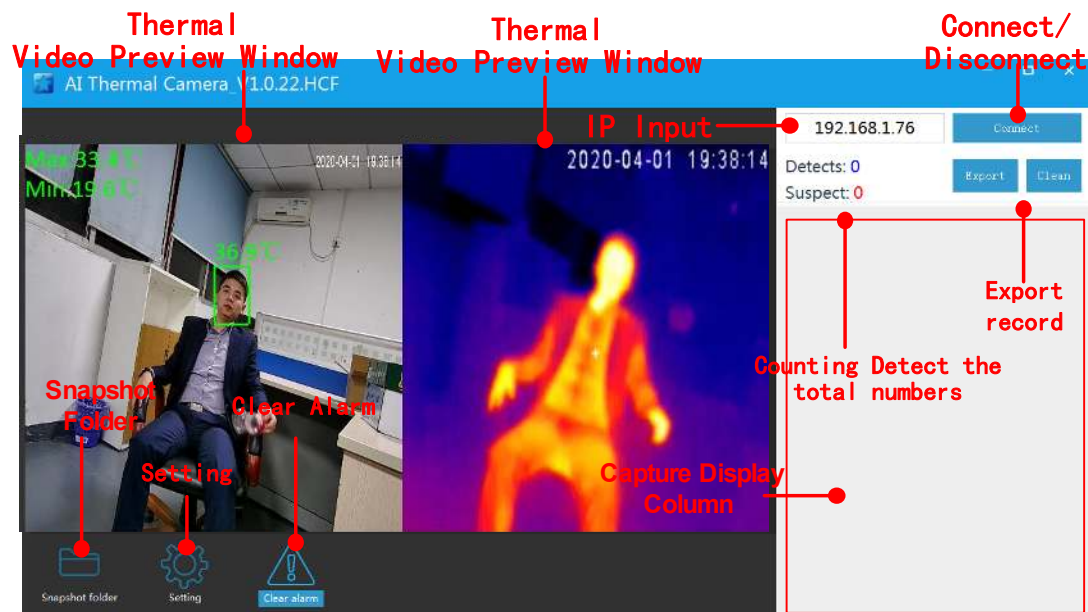 Thermal
Video Preview Window
Thermal
Video Preview Window
Connect/
Disconnect
AI Thermal Camera_V1.0.22.HCF
IP Input
192.168.1.76
Connect
Max:33.4℃
Min:19.6℃
2020-04-01 19:38:14
2020-04-01 19:38:14
Detects: 0
Suspect: 0
Export
Clean
36.9℃
Export
record
Counting Detect the
total numbers
Snapshot
Folder
Clear Alarm
Setting
Capture Display
Column
Snapshot folder
Setting
Clear alarm